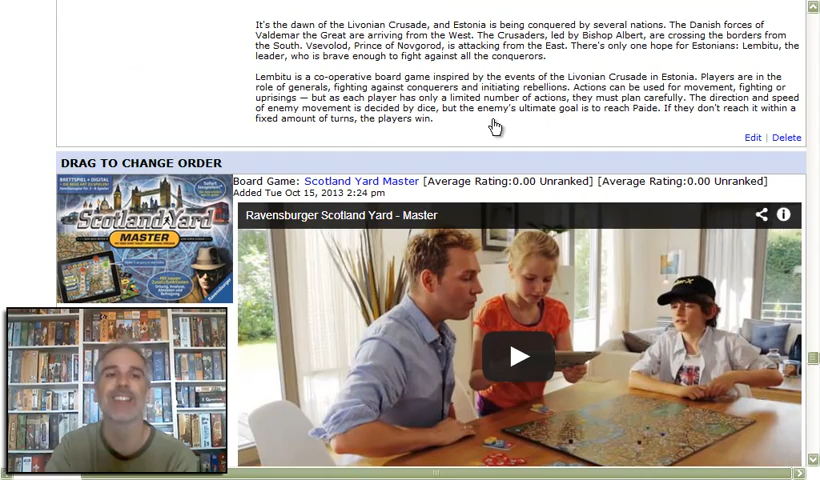 It's the dawn of the Livonian Crusade, and Estonia is being conquered by several nations. The Danish forces of
Valdemar the Great are arriving from the West. The Crusaders, led by Bishop Albert, are crossing the borders from
the South. Vsevolod, Prince of Novgorod, is attacking from the East. There's only one hope for Estonians: Lembitu, the
leader, who is brave enough to fight against all the conquerors.
Lembitu is a co-operative board game inspired by the events of the Livonian Crusade in Estonia. Players are in the
role of generals, fighting against conquerors and initiating rebellions. Actions can be used for movement, fighting or
uprisings — but as each player has only a limited number of actions, they must plan carefully. The direction and speed
of enemy movement is decided by dice, but the enemy's ultimate goal is to reach Paide. If they don't reach it within a
fixed amount of turns, the players win.
Edit | Delete
DRAG TO CHANGE ORDER
Board Game: Scotland Yard Master [Average Rating:0.00 Unranked] [Average Rating:0.00 Unranked]
Added Tue Oct 15, 2013 2:24 pm
Ravensburger Scotland Yard - Master
BRETTSPIEL + DIGITAL
Scotland Yard
MASTER
Ravensburger